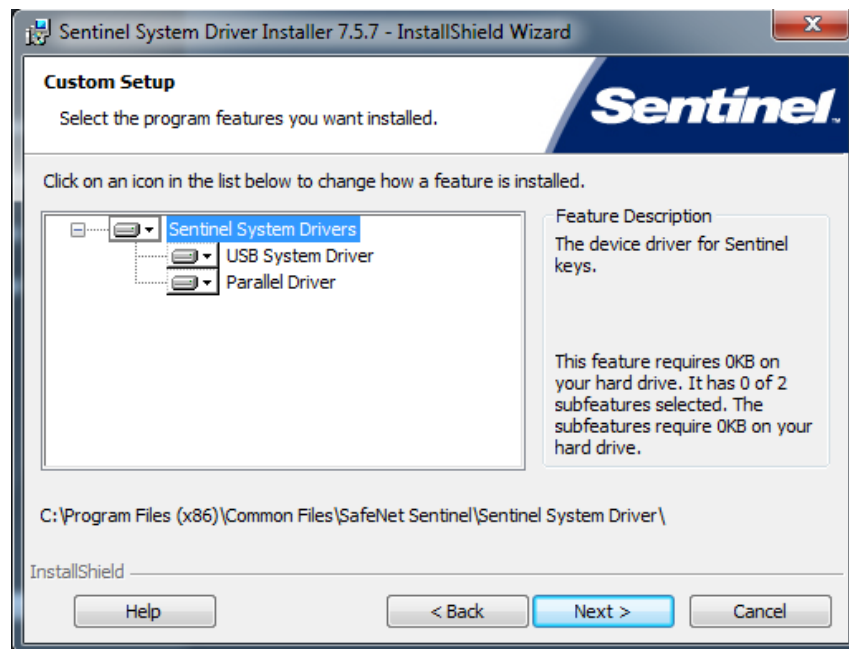 Sentinel System Driver Installer 7.5.7 - InstallShield Wizard
Custom Setup
Select the program features you want installed.
Sentinel™
Click on an icon in the list below to change how a feature is installed.
Sentinel System Drivers
USB System Driver
Parallel Driver
Feature Description
The device driver for Sentinel
keys.
This feature requires 0KB on
your hard drive. It has 0 of 2
subfeatures selected. The
subfeatures require 0KB on your
hard drive.
C:\Program Files (x86)\Common Files\SafeNet Sentinel\Sentinel System Driver\
InstallShield
Help
< Back
Next >
Cancel